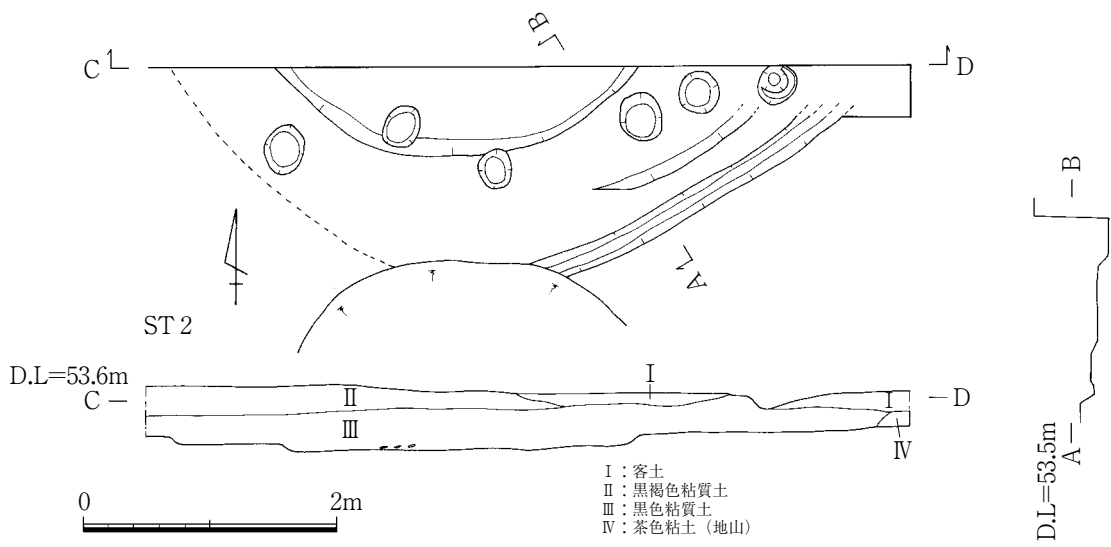 B
C
D
B
A
ST 2
D.L=53.6m
I
C
II
I
D
III
IV
D.L=53.5m
A
I：客土
II：黒褐色粘質土
III：黒色粘質土
IV：茶色粘土（地山）
0 2m